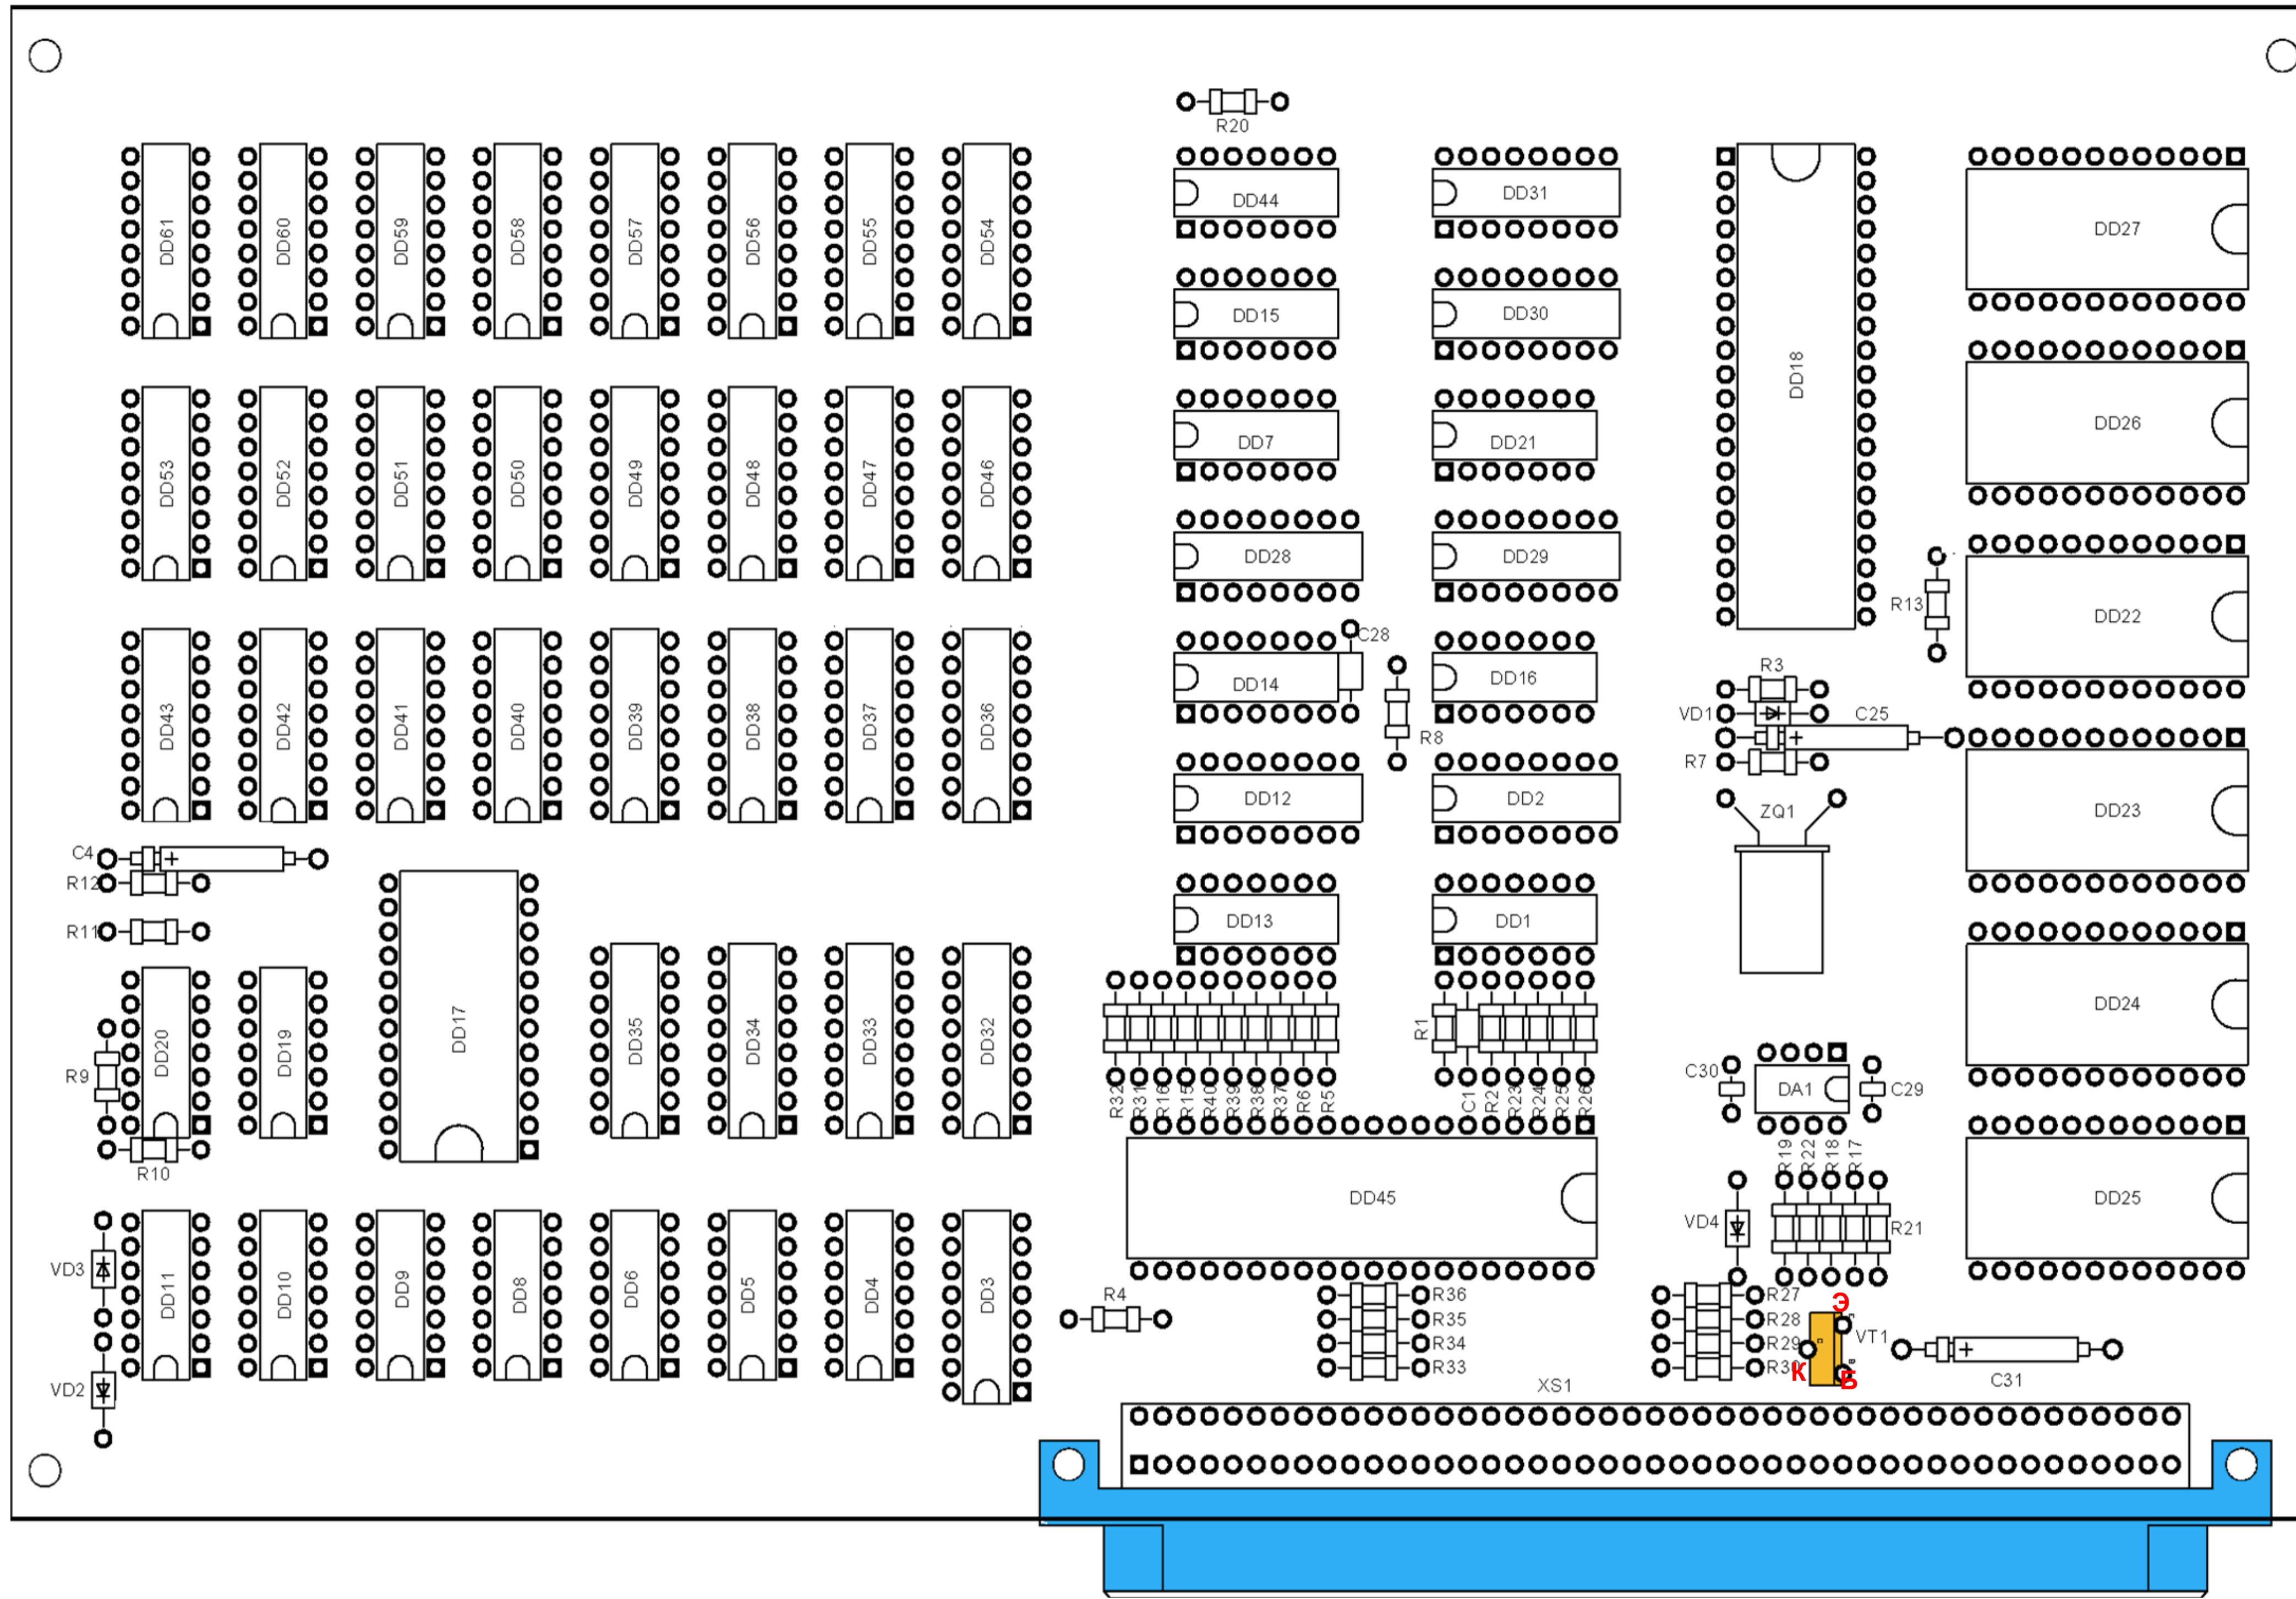 R20
DD61 DD60 DD59 DD58 DD57 DD56 DD55 DD54 DD44 DD31 DD18 DD27
DD15 DD30
DD53 DD52 DD51 DD50 DD49 DD48 DD47 DD46 DD7 DD21 DD26
DD28 DD29 R13 DD22
C28
DD43 DD42 DD41 DD40 DD39 DD38 DD37 DD36 DD14 R8 DD16 R3
VD1 C25
R7
DD12 DD2 ZQ1 DD23
C4
R12
R11
DD13 DD1
R9 DD20 DD19 DD17 DD35 DD34 DD33 DD32 R1 DD24
C30 DA1 C29
R32 R31 R16 R15 R40 R39 R38 R37 R6 R5 C1 R2 R23 R24 R25 R26
R10
R19 R22 R18 R17
DD45 VD4 R21 DD25
VD3 DD11 DD10 DD9 DD8 DD6 DD5 DD4 DD3
R4 R36 R27 Э
R35 R28
R34 R29 VT1
R33 R30 К Б
VD2 XS1 C31